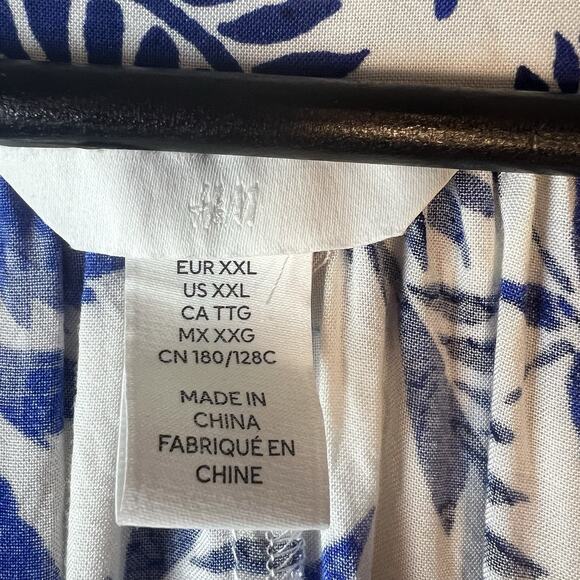 H&M
EUR XXL
US XXL
CA TTG
MX XXG
CN 180/128C
MADE IN
CHINA
FABRIQUÉ EN
CHINE